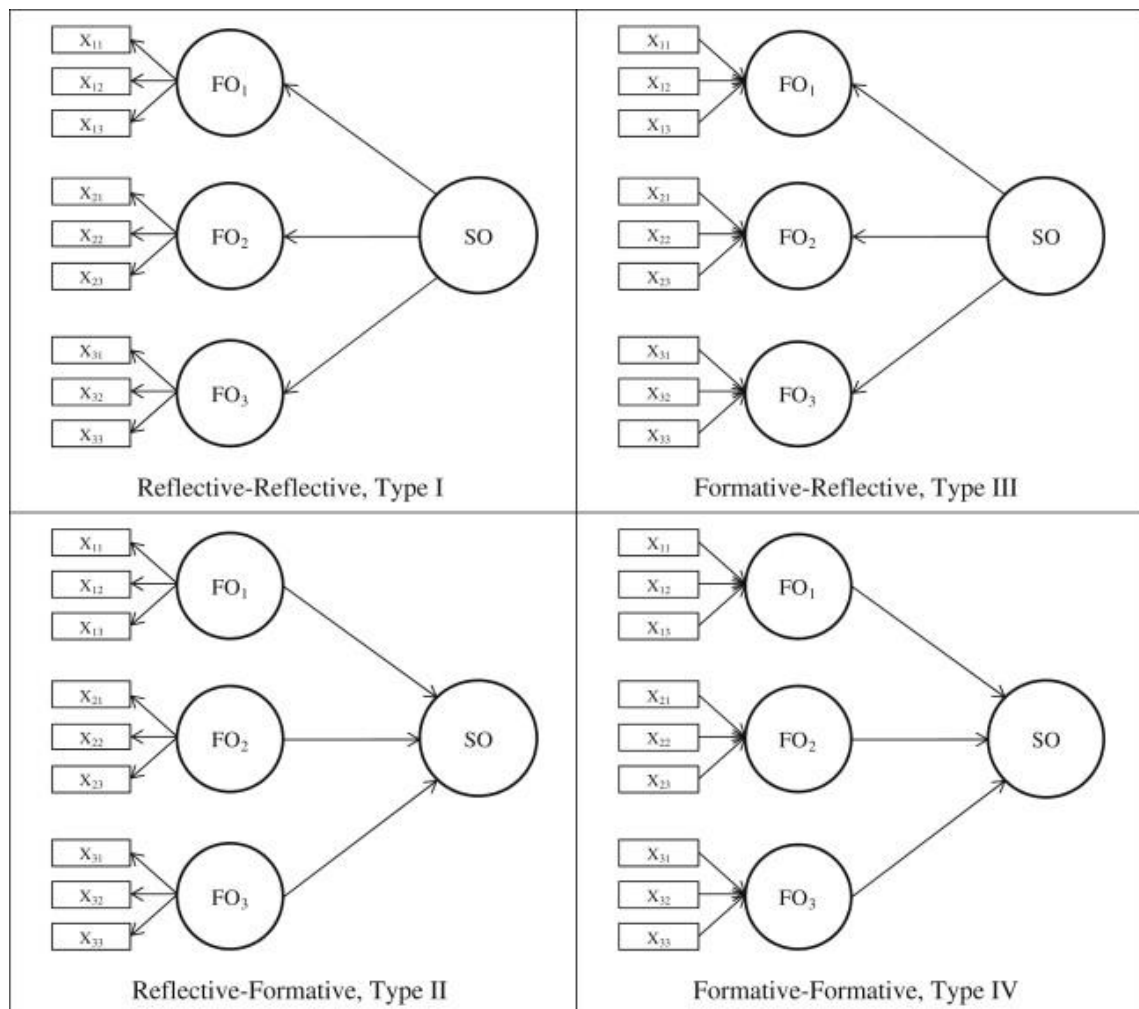 X₁₁
X₁₂
X₁₃
FO₁
X₂₁
X₂₂
X₂₃
FO₂
SO
X₃₁
X₃₂
X₃₃
FO₃
Reflective-Reflective, Type I
X₁₁
X₁₂
X₁₃
FO₁
X₂₁
X₂₂
X₂₃
FO₂
SO
X₃₁
X₃₂
X₃₃
FO₃
Formative-Reflective, Type III
X₁₁
X₁₂
X₁₃
FO₁
X₂₁
X₂₂
X₂₃
FO₂
SO
X₃₁
X₃₂
X₃₃
FO₃
Reflective-Formative, Type II
X₁₁
X₁₂
X₁₃
FO₁
X₂₁
X₂₂
X₂₃
FO₂
SO
X₃₁
X₃₂
X₃₃
FO₃
Formative-Formative, Type IV